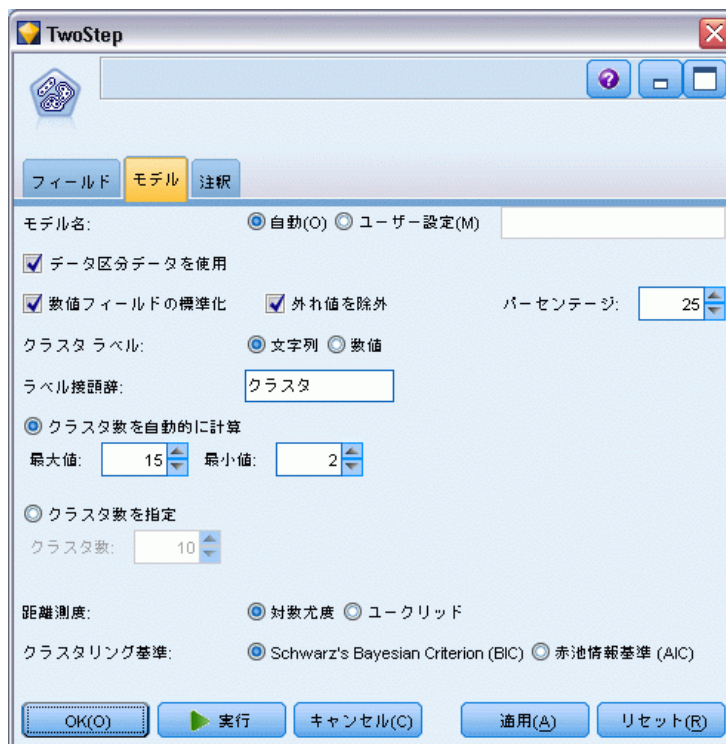 TwoStep
フィールド モデル 注釈
モデル名: 自動(O) ユーザー設定(M)
データ区分データを使用
数値フィールドの標準化 外れ値を除外 パーセンテージ: 25
クラスタ ラベル: 文字列 数値
ラベル接頭辞: クラスタ
クラスタ数を自動的に計算
最大値: 15 最小値: 2
クラスタ数を指定
クラスタ数: 10
距離測度: 対数尤度 ユークリッド
クラスタリング基準: Schwarz's Bayesian Criterion (BIC) 赤池情報基準 (AIC)
OK(O) 実行 キャンセル(C) 適用(A) リセット(R)